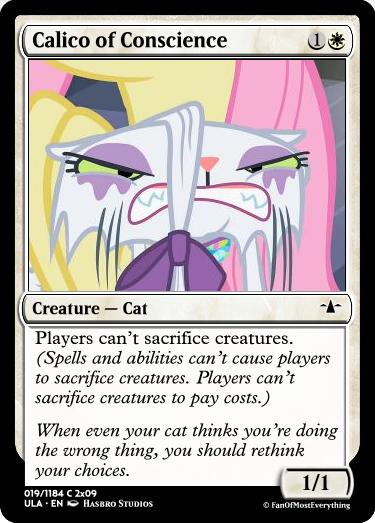 Calico of Conscience 1
Creature — Cat
Players can't sacrifice creatures.
(Spells and abilities can't cause players
to sacrifice creatures. Players can't
sacrifice creatures to pay costs.)
When even your cat thinks you're doing
the wrong thing, you should rethink
your choices.
1/1
019/1184 C 2x09
ULA • EN Hasbro Studios
© FanOfMostEverything